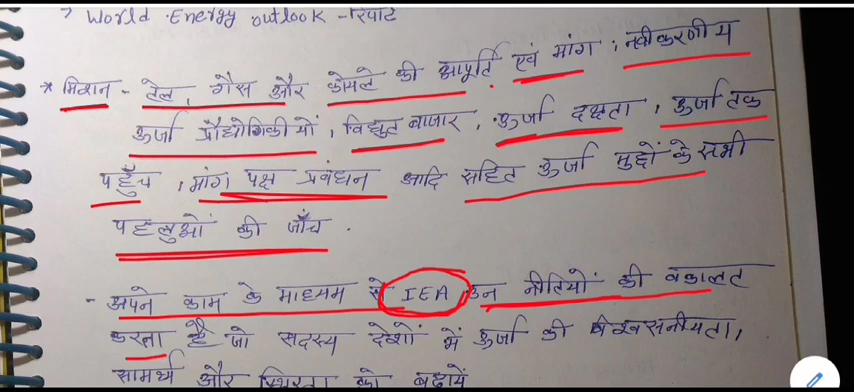 → World Energy outlook - रिपोर्ट
* मिशन - तेल, गैस और कोयले की आपूर्ति एवं मांग, नवीकरणीय
ऊर्जा प्रौद्योगिकीयों, विद्युत बाजार, ऊर्जा दक्षता, ऊर्जा तक
पहुँच, मांग पक्ष प्रबंधन आदि सहित ऊर्जा मुद्दों के सभी
पहलुओं की जाँच.
- अपने काम के माध्यम से IEA उन नीतियों की वकालत
करता है जो सदस्य देशों में ऊर्जा की विश्वसनीयता,
सामर्थ्य और स्थिरता को बढ़ायें